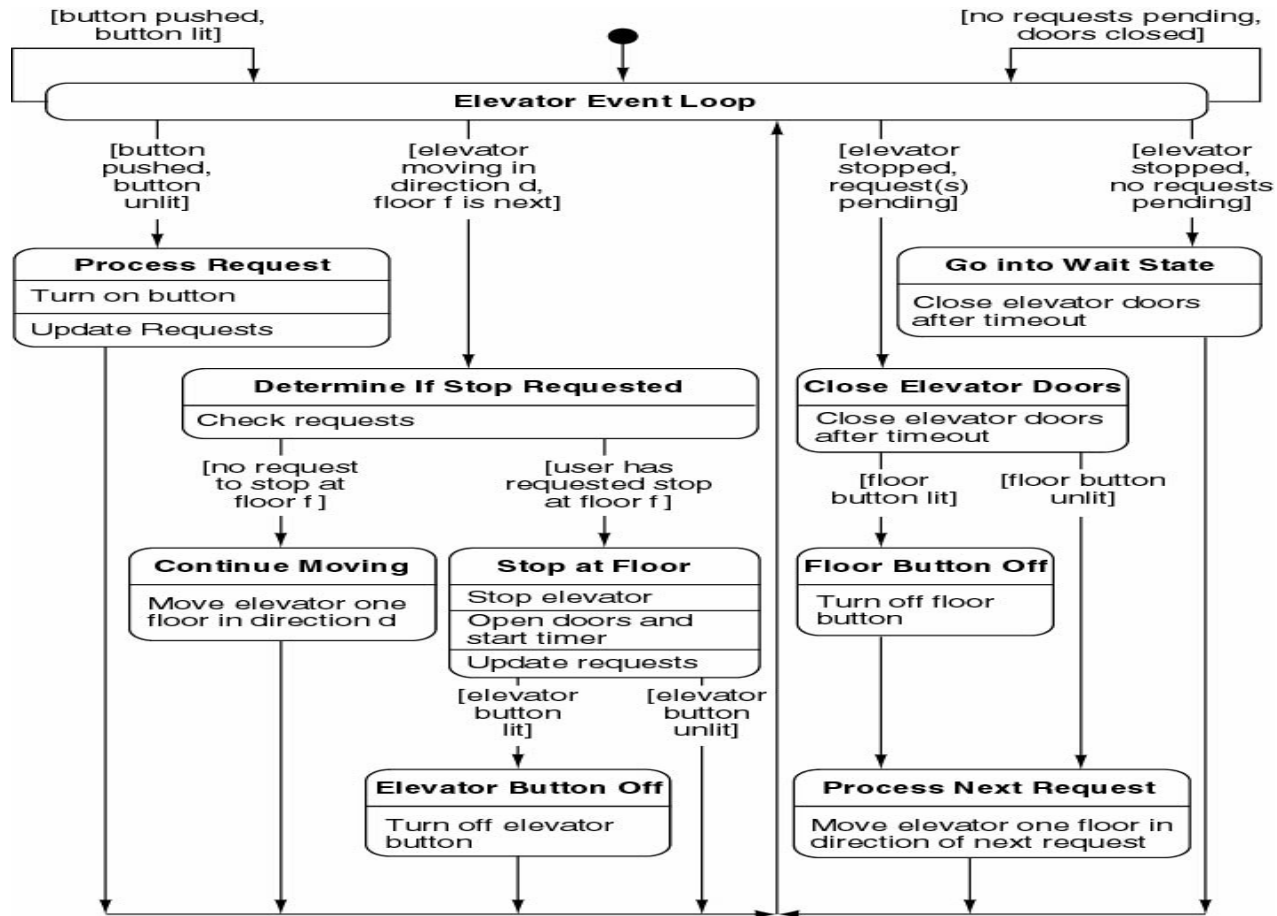 [button pushed,
button lit]
[no requests pending,
doors closed]
Elevator Event Loop
[button
pushed,
button
unlit]
[elevator
moving in
direction d,
floor f is next]
[elevator
stopped,
request(s)
pending]
[elevator
stopped,
no requests
pending]
Process Request
Turn on button
Update Requests
Go into Wait State
Close elevator doors
after timeout
Determine If Stop Requested
Check requests
Close Elevator Doors
Close elevator doors
after timeout
[no request
to stop at
floor f ]
[user has
requested stop
at floor f ]
[floor
button lit]
[floor button
unlit]
Continue Moving
Move elevator one
floor in direction d
Stop at Floor
Stop elevator
Open doors and
start timer
Update requests
Floor Button Off
Turn off floor
button
[elevator
button
lit]
[elevator
button
unlit]
Elevator Button Off
Turn off elevator
button
Process Next Request
Move elevator one floor in
direction of next request